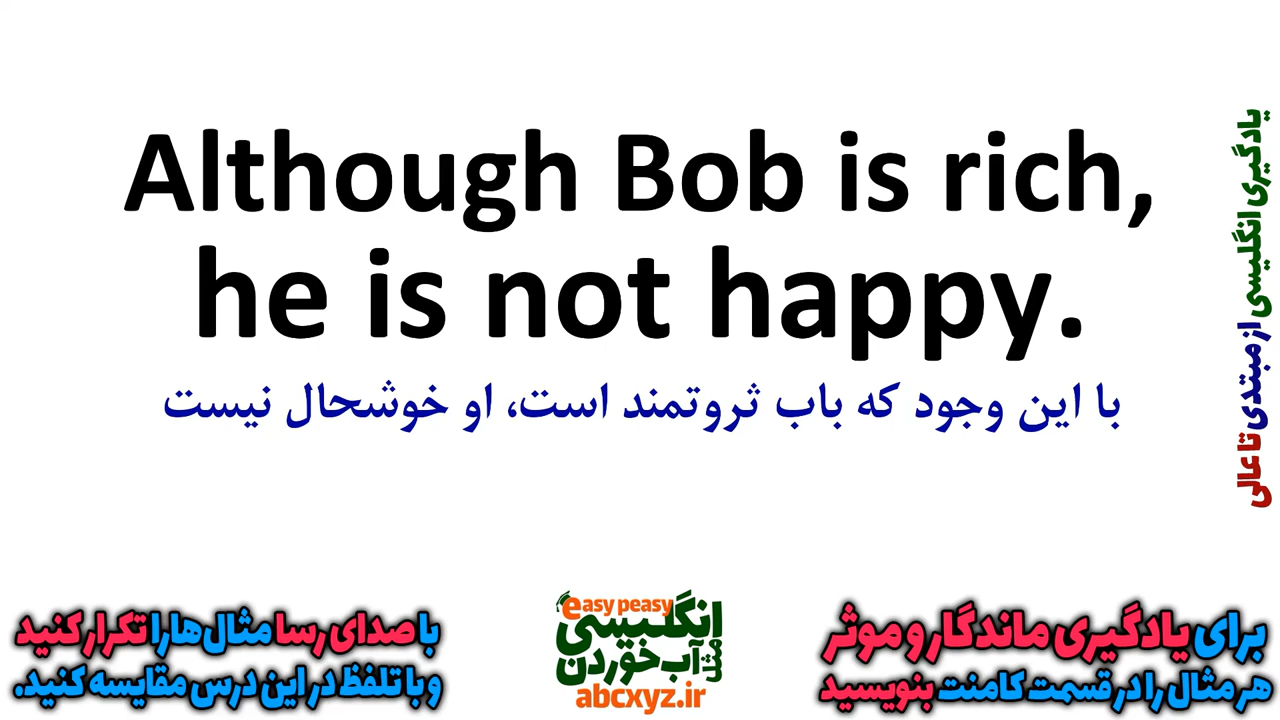 Although Bob is rich,
he is not happy.
با این وجود که باب ثروتمند است، او خوشحال نیست
یادگیری انگلیسی از مبتدی تا عالی
برای یادگیری ماندگار و موثر
هر مثال را در قسمت کامنت بنویسید
easy peasy
انگلیسی
مثل آب خوردن
abcxyz.ir
با صدای رسا مثال‌ها را تکرار کنید
و با تلفظ در این درس مقایسه کنید.